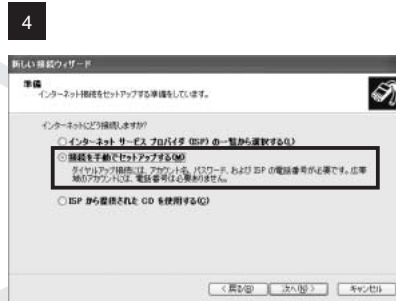 4
新しい接続ウィザード
準備
インターネット接続をセットアップする準備をしています。
インターネットにどう接続しますか?
インターネット サービス プロバイダ (ISP) の一覧から選択する(L)
接続を手動でセットアップする(M)
ダイヤルアップ接続には、アカウント名、パスワード、および ISP の電話番号が必要です。広帯
域のアカウントには、電話番号は必要ありません。
ISP から提供された CD を使用する(C)
< 戻る(B) 次へ(N) > キャンセル